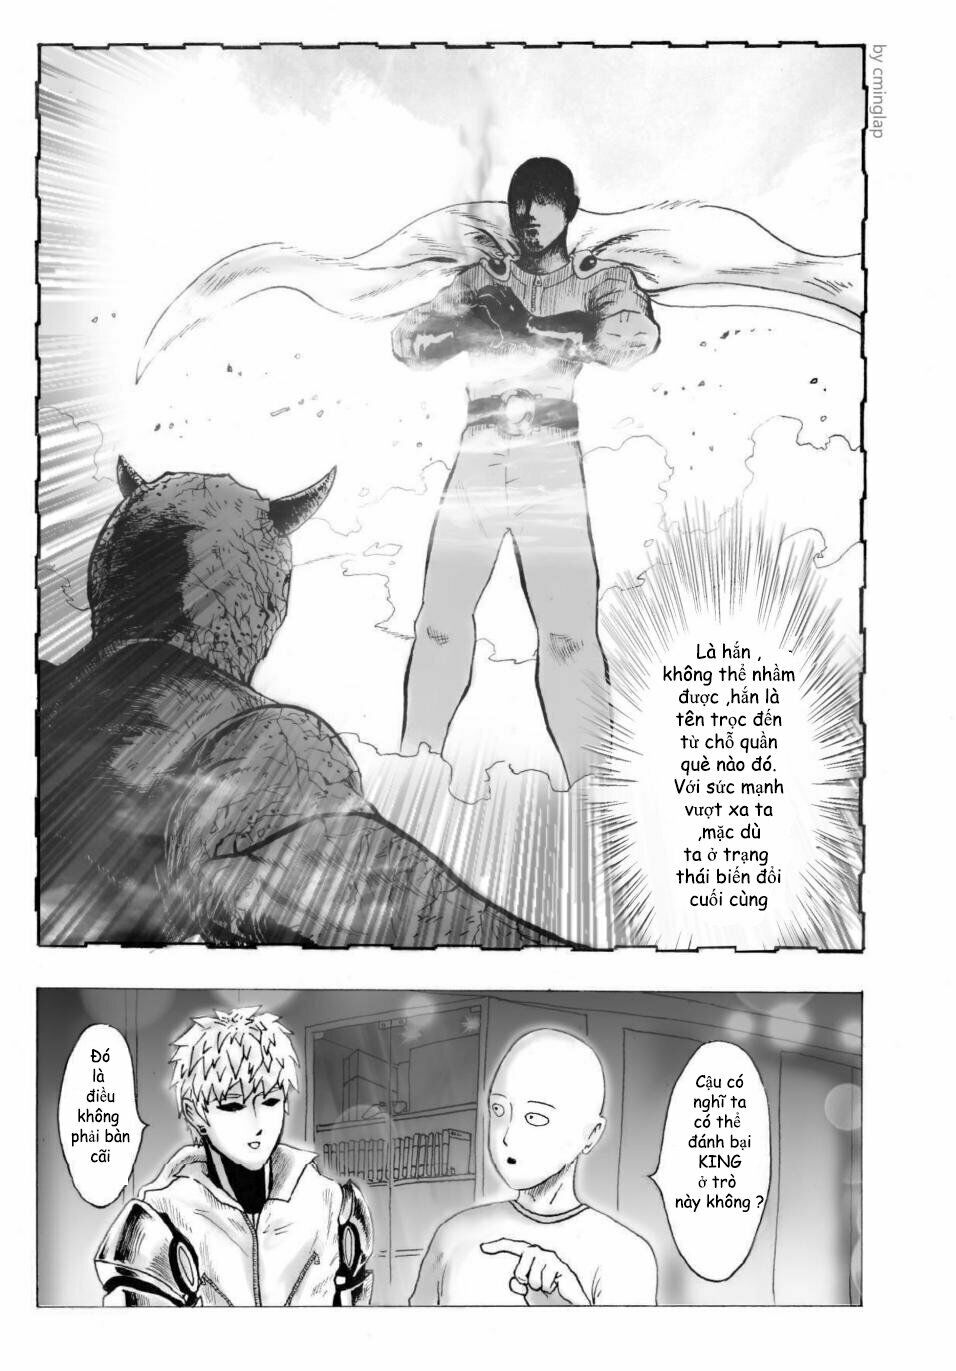 by cminglap
Là hắn ,
không thể nhầm
được ,hắn là
tên trọc đến
từ chỗ quần
què nào đó.
Với sức mạnh
vượt xa ta
,mặc dù
ta ở trạng
thái biến đổi
cuối cùng
Đó
là
điều
không
phải bàn
cãi
Cậu có
nghĩ ta
có thể
đánh bại
KING
ở trò
này không ?